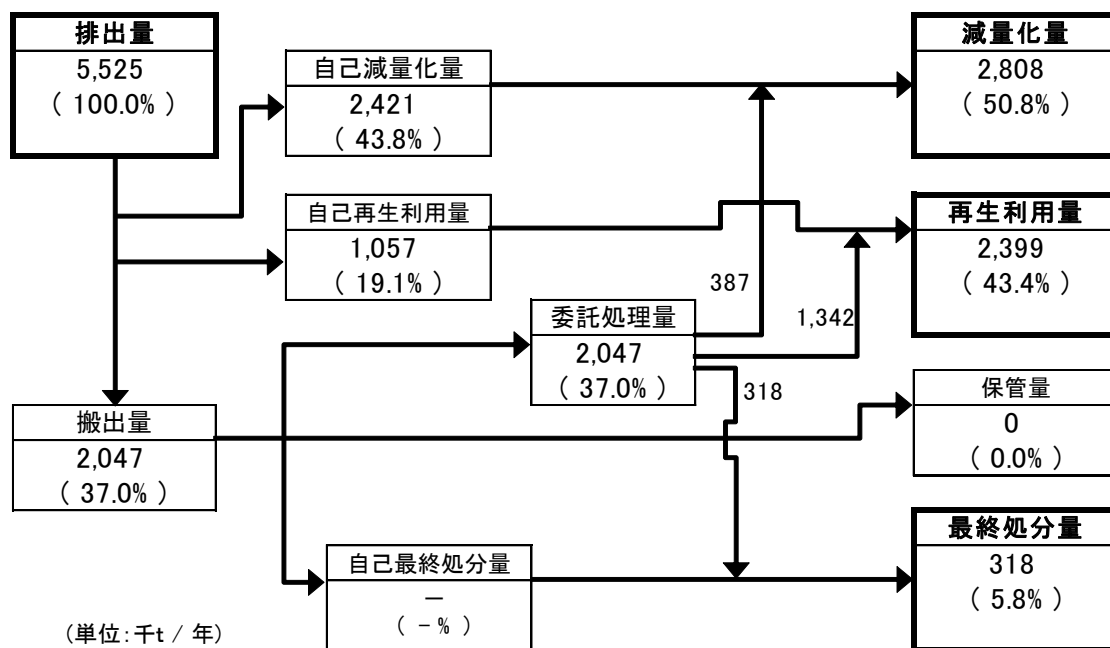 排出量
5,525
( 100.0% )
自己減量化量
2,421
( 43.8% )
減量化量
2,808
( 50.8% )
自己再生利用量
1,057
( 19.1% )
再生利用量
2,399
( 43.4% )
387
1,342
委託処理量
2,047
( 37.0% )
318
搬出量
2,047
( 37.0% )
保管量
0
( 0.0% )
自己最終処分量
－
( －% )
最終処分量
318
( 5.8% )
(単位:千t / 年)